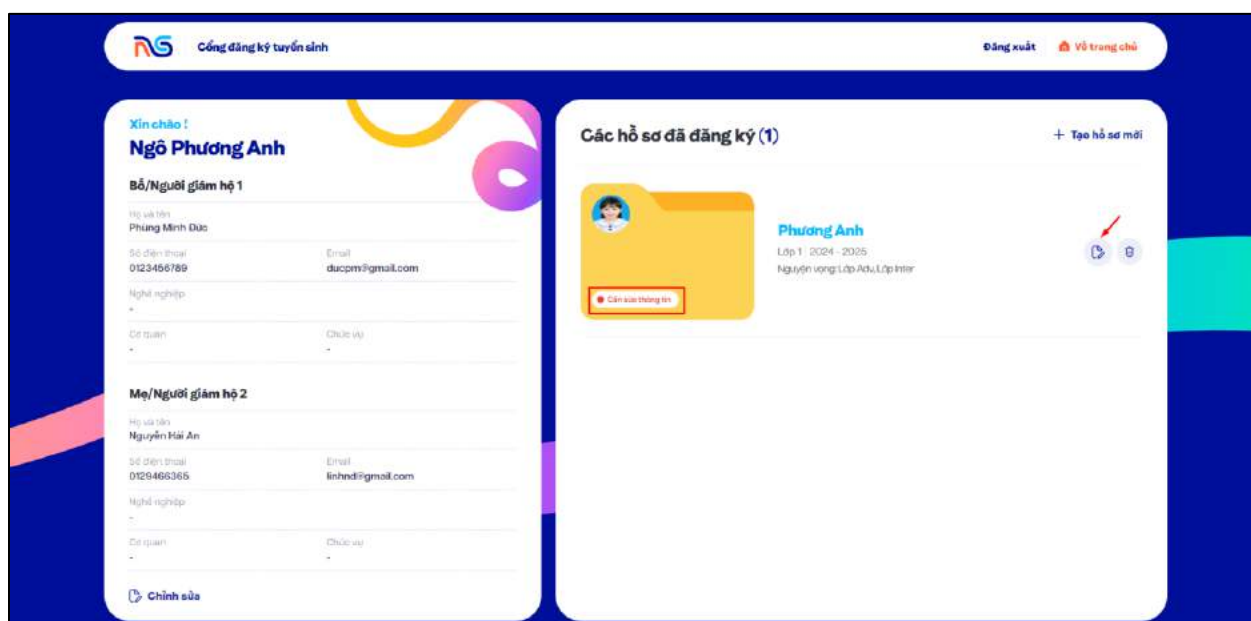 NS
Cổng đăng ký tuyển sinh
Đăng xuất
Về trang chủ
Xin chào !
Ngô Phương Anh
Bố/Người giám hộ 1
Họ và tên
Phùng Minh Đức
Số điện thoại
Email
0123456789
ducpm@gmail.com
Nghề nghiệp
-
Cơ quan
Chức vụ
-
-
Mẹ/Người giám hộ 2
Họ và tên
Nguyễn Hải An
Số điện thoại
Email
0129466365
linhnd@gmail.com
Nghề nghiệp
-
Cơ quan
Chức vụ
-
-
Chỉnh sửa
Các hồ sơ đã đăng ký (1)
+ Tạo hồ sơ mới
Cần sửa thông tin
Phương Anh
Lớp 1 | 2024 - 2025
Nguyện vọng: Lớp Adv, Lớp Inter